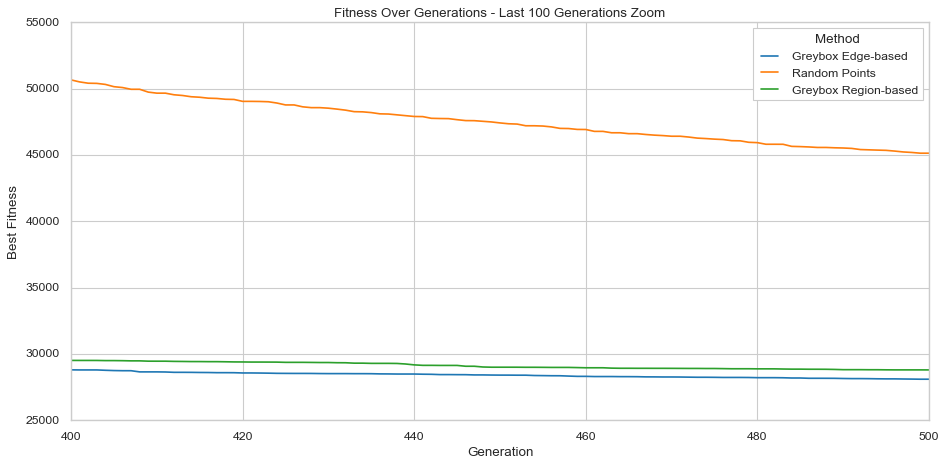 Fitness Over Generations - Last 100 Generations Zoom
Best Fitness
55000
50000
45000
40000
35000
30000
25000
400
420
440
460
480
500
Generation
Method
Greybox Edge-based
Random Points
Greybox Region-based